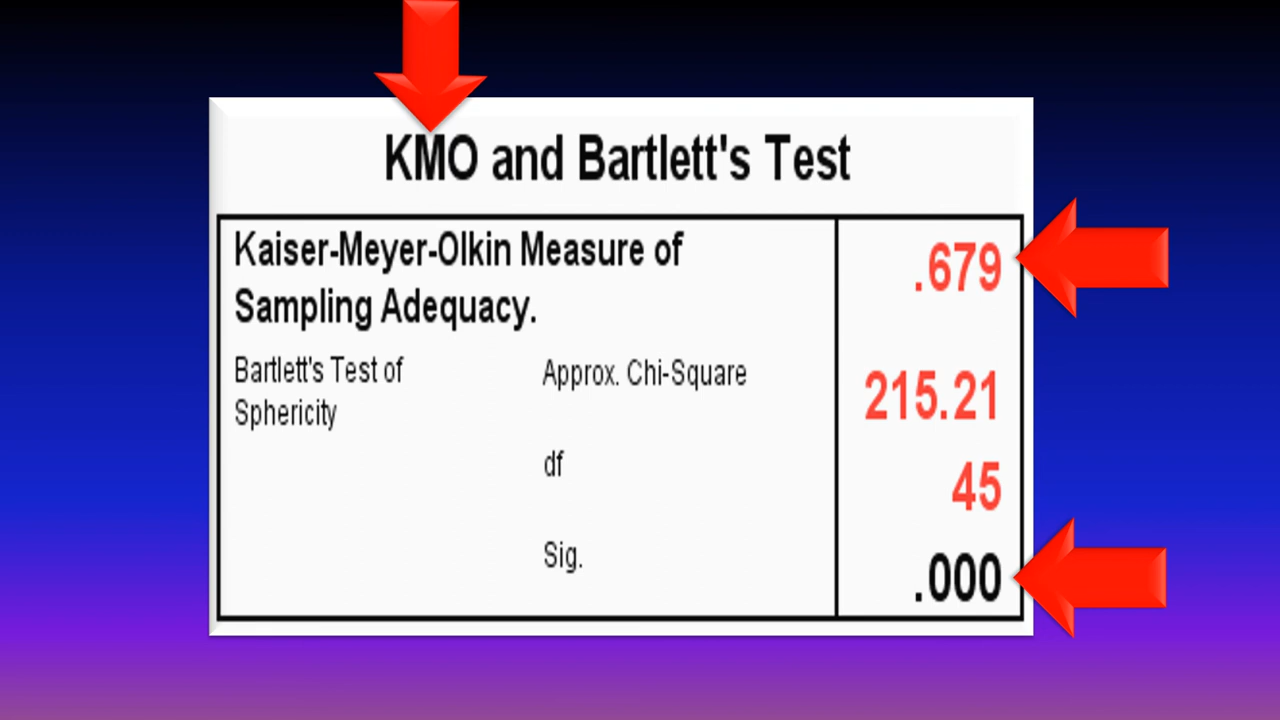 KMO and Bartlett's Test
Kaiser-Meyer-Olkin Measure of
Sampling Adequacy.
.679
Bartlett's Test of
Sphericity
Approx. Chi-Square
215.21
df
45
Sig.
.000